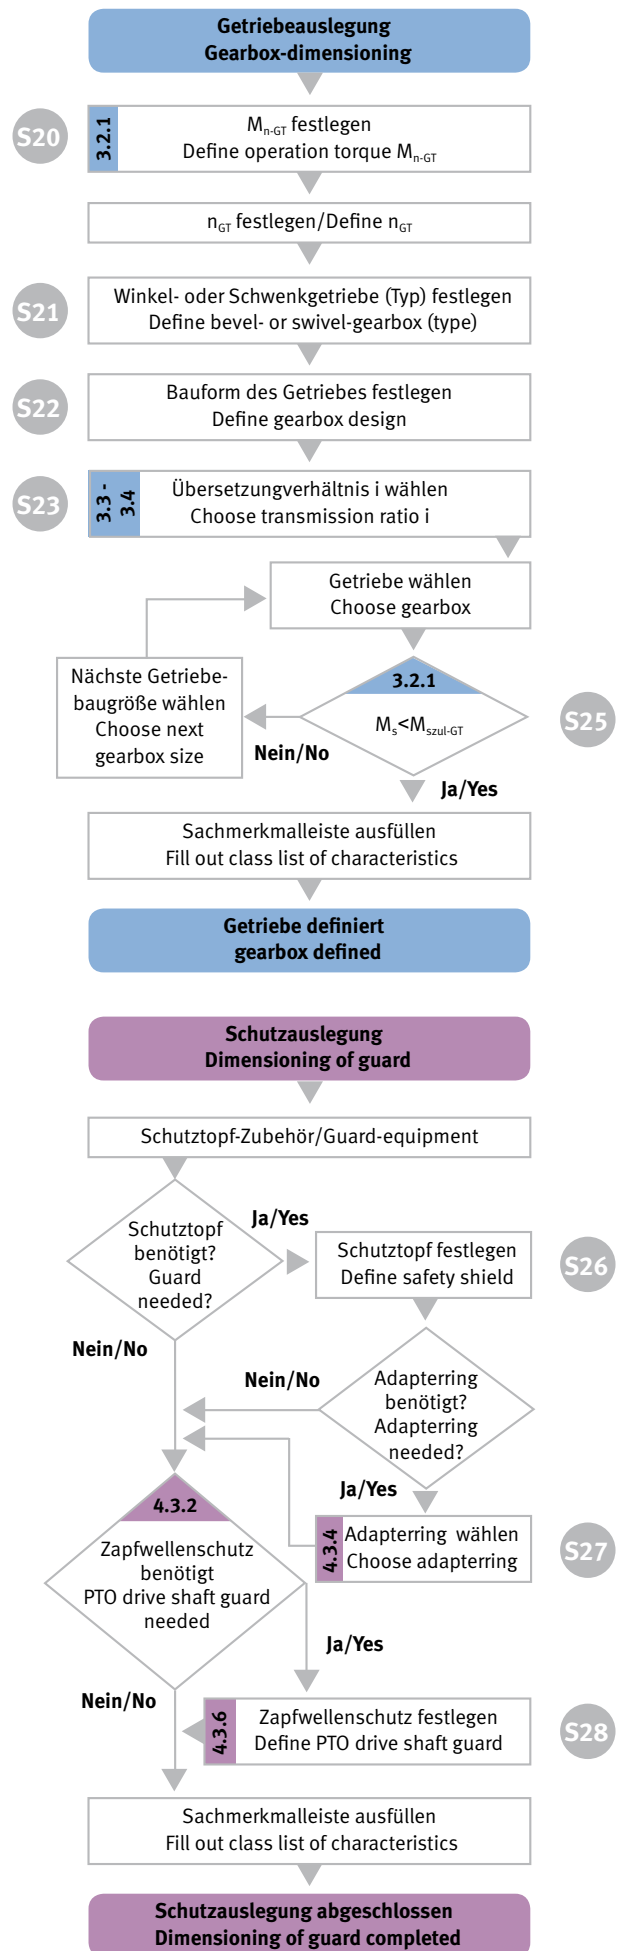 Getriebeauslegung
Gearbox-dimensioning
S20
3.2.1
Mn-GT festlegen
Define operation torque Mn-GT
nGT festlegen/Define nGT
S21
Winkel- oder Schwenkgetriebe (Typ) festlegen
Define bevel- or swivel-gearbox (type)
S22
Bauform des Getriebes festlegen
Define gearbox design
S23
3.3 -
3.4
Übersetzungverhältnis i wählen
Choose transmission ratio i
Getriebe wählen
Choose gearbox
Nächste Getriebe-
baugröße wählen
Choose next
gearbox size
3.2.1
Ms<Mszul-GT
S25
Nein/No
Ja/Yes
Sachmerkmalleiste ausfüllen
Fill out class list of characteristics
Getriebe definiert
gearbox defined
Schutzauslegung
Dimensioning of guard
Schutztopf-Zubehör/Guard-equipment
Schutztopf
benötigt?
Guard
needed?
Ja/Yes
Schutztopf festlegen
Define safety shield
S26
Nein/No
Nein/No
Adapterring
benötigt?
Adapterring
needed?
Ja/Yes
4.3.4
Adapterring wählen
Choose adapterring
S27
4.3.2
Zapfwellenschutz
benötigt
PTO drive shaft guard
needed
Ja/Yes
Nein/No
4.3.6
Zapfwellenschutz festlegen
Define PTO drive shaft guard
S28
Sachmerkmalleiste ausfüllen
Fill out class list of characteristics
Schutzauslegung abgeschlossen
Dimensioning of guard completed